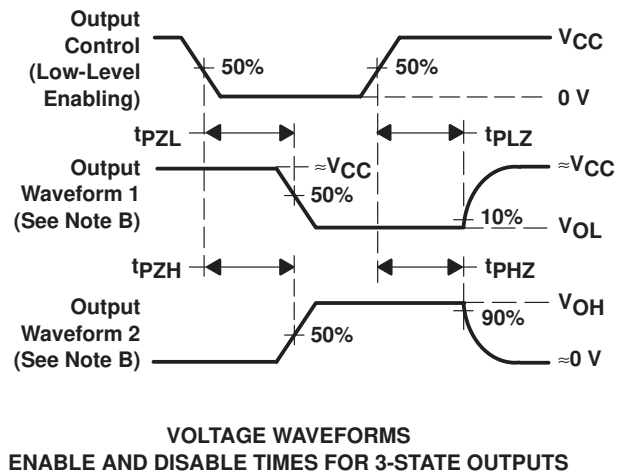 Output
Control
(Low-Level
Enabling)
50%
50%
VCC
0 V
tPZL
tPLZ
Output
Waveform 1
(See Note B)
≈VCC
50%
≈VCC
10%
VOL
tPZH
tPHZ
Output
Waveform 2
(See Note B)
50%
VOH
90%
≈0 V
VOLTAGE WAVEFORMS
ENABLE AND DISABLE TIMES FOR 3-STATE OUTPUTS